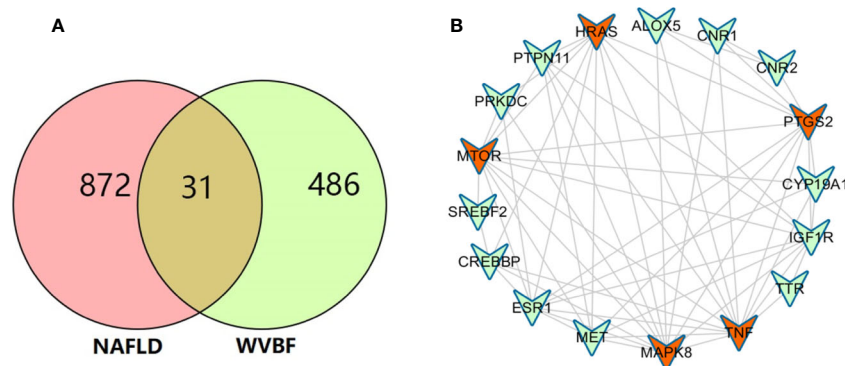 A
872
31
486
NAFLD
WVBF
B
HRAS
ALOX5
CNR1
CNR2
PTGS2
CYP19A1
IGF1R
TTR
TNF
MAPK8
MET
ESR1
CREBBP
SREBF2
MTOR
PRKDC
PTPN11